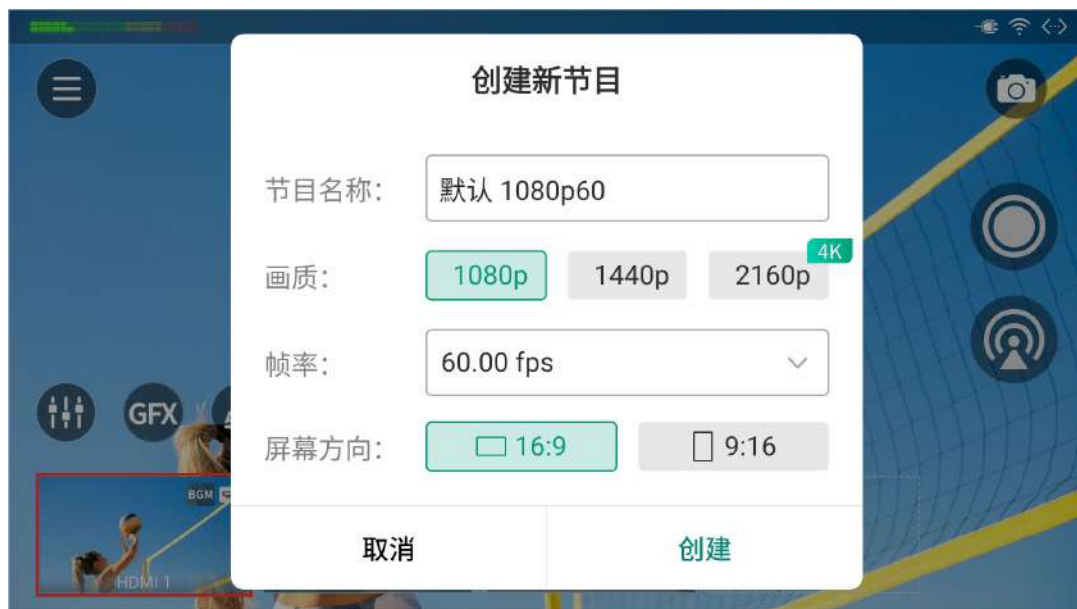 创建新节目
节目名称：
默认 1080p60
画质：
1080p
1440p
2160p
4K
帧率：
60.00 fps
GFX
屏幕方向：
16:9
9:16
BGM
HDMI 1
取消
创建